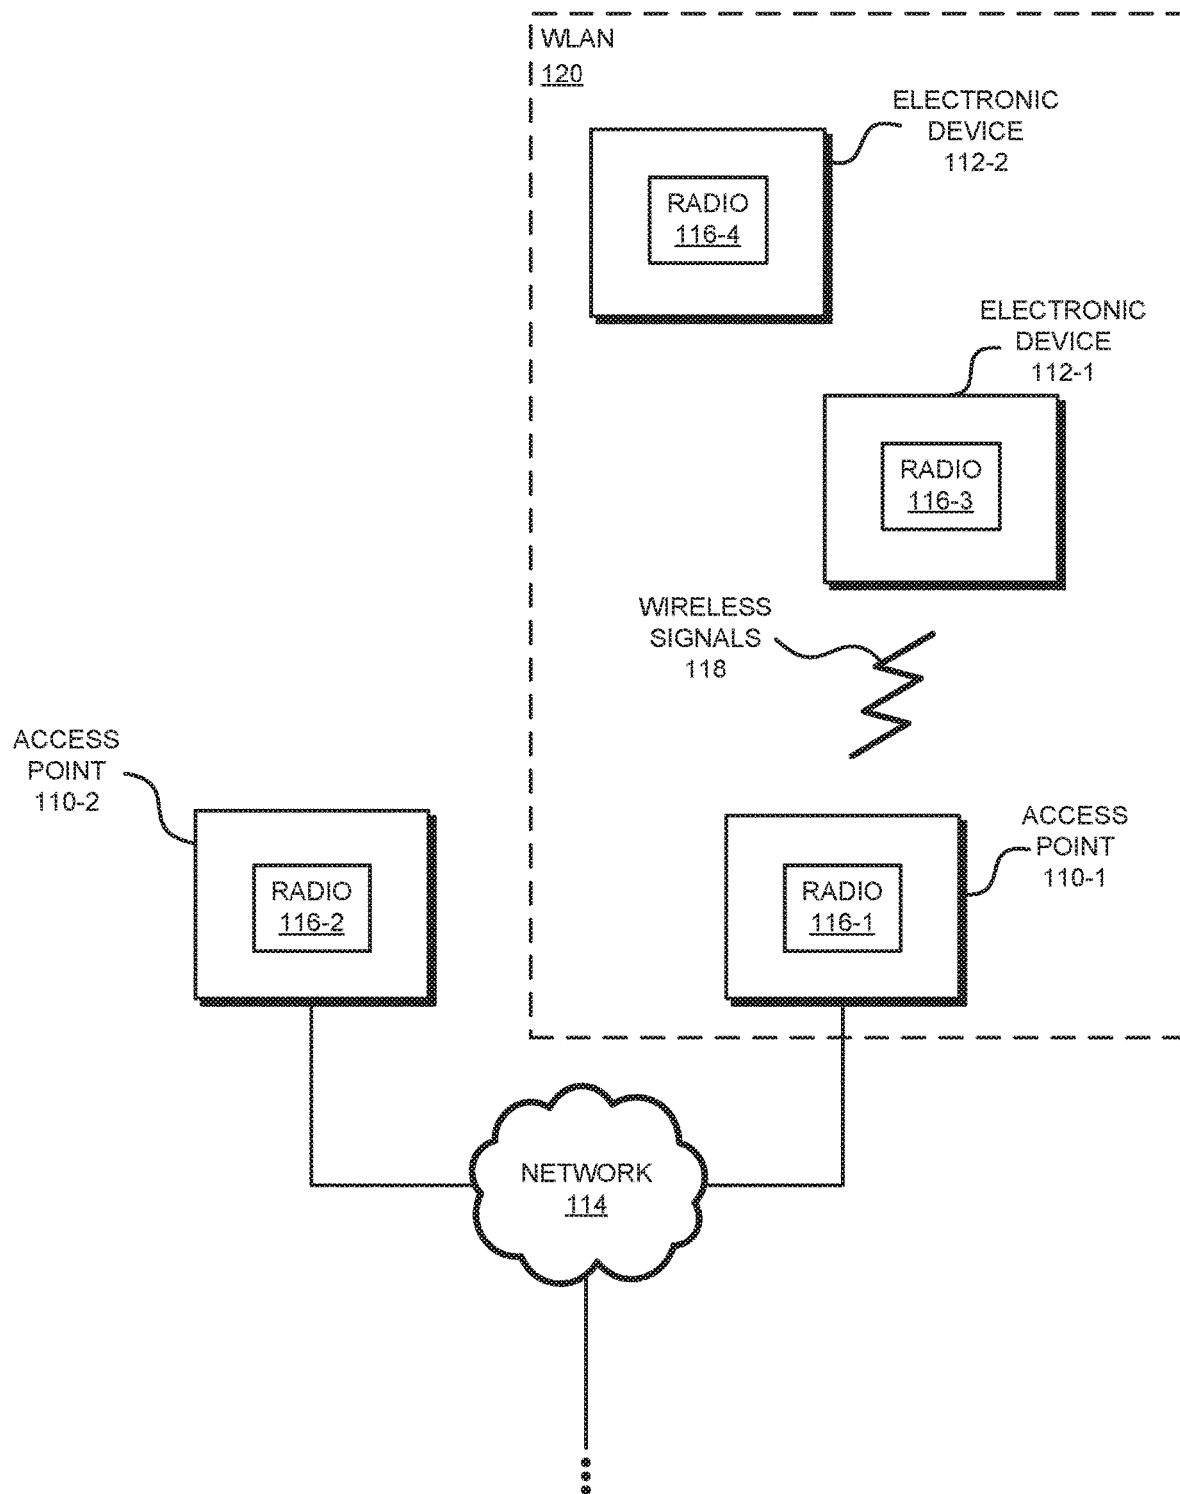 WLAN
120
ELECTRONIC
DEVICE
112-2
RADIO
116-4
ELECTRONIC
DEVICE
112-1
RADIO
116-3
WIRELESS
SIGNALS
118
ACCESS
POINT
110-2
RADIO
116-2
ACCESS
POINT
110-1
RADIO
116-1
NETWORK
114